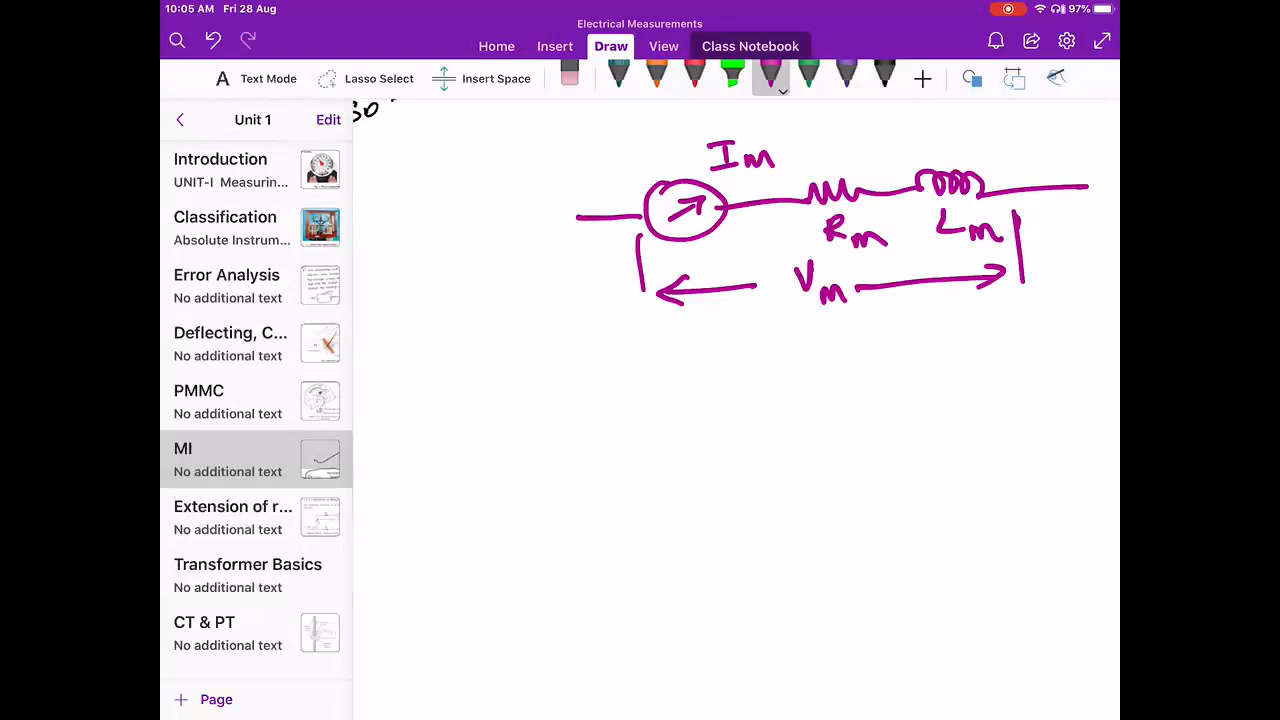 10:05 AM Fri 28 Aug
97%
Electrical Measurements
Home Insert Draw View Class Notebook
A Text Mode Lasso Select Insert Space
Unit 1 Edit
Introduction
UNIT-I Measurin...
Classification
Absolute Instrum...
Error Analysis
No additional text
Deflecting, C...
No additional text
PMMC
No additional text
MI
No additional text
Extension of r...
No additional text
Transformer Basics
No additional text
CT & PT
No additional text
+ Page
Im
Rm
Lm
Vm